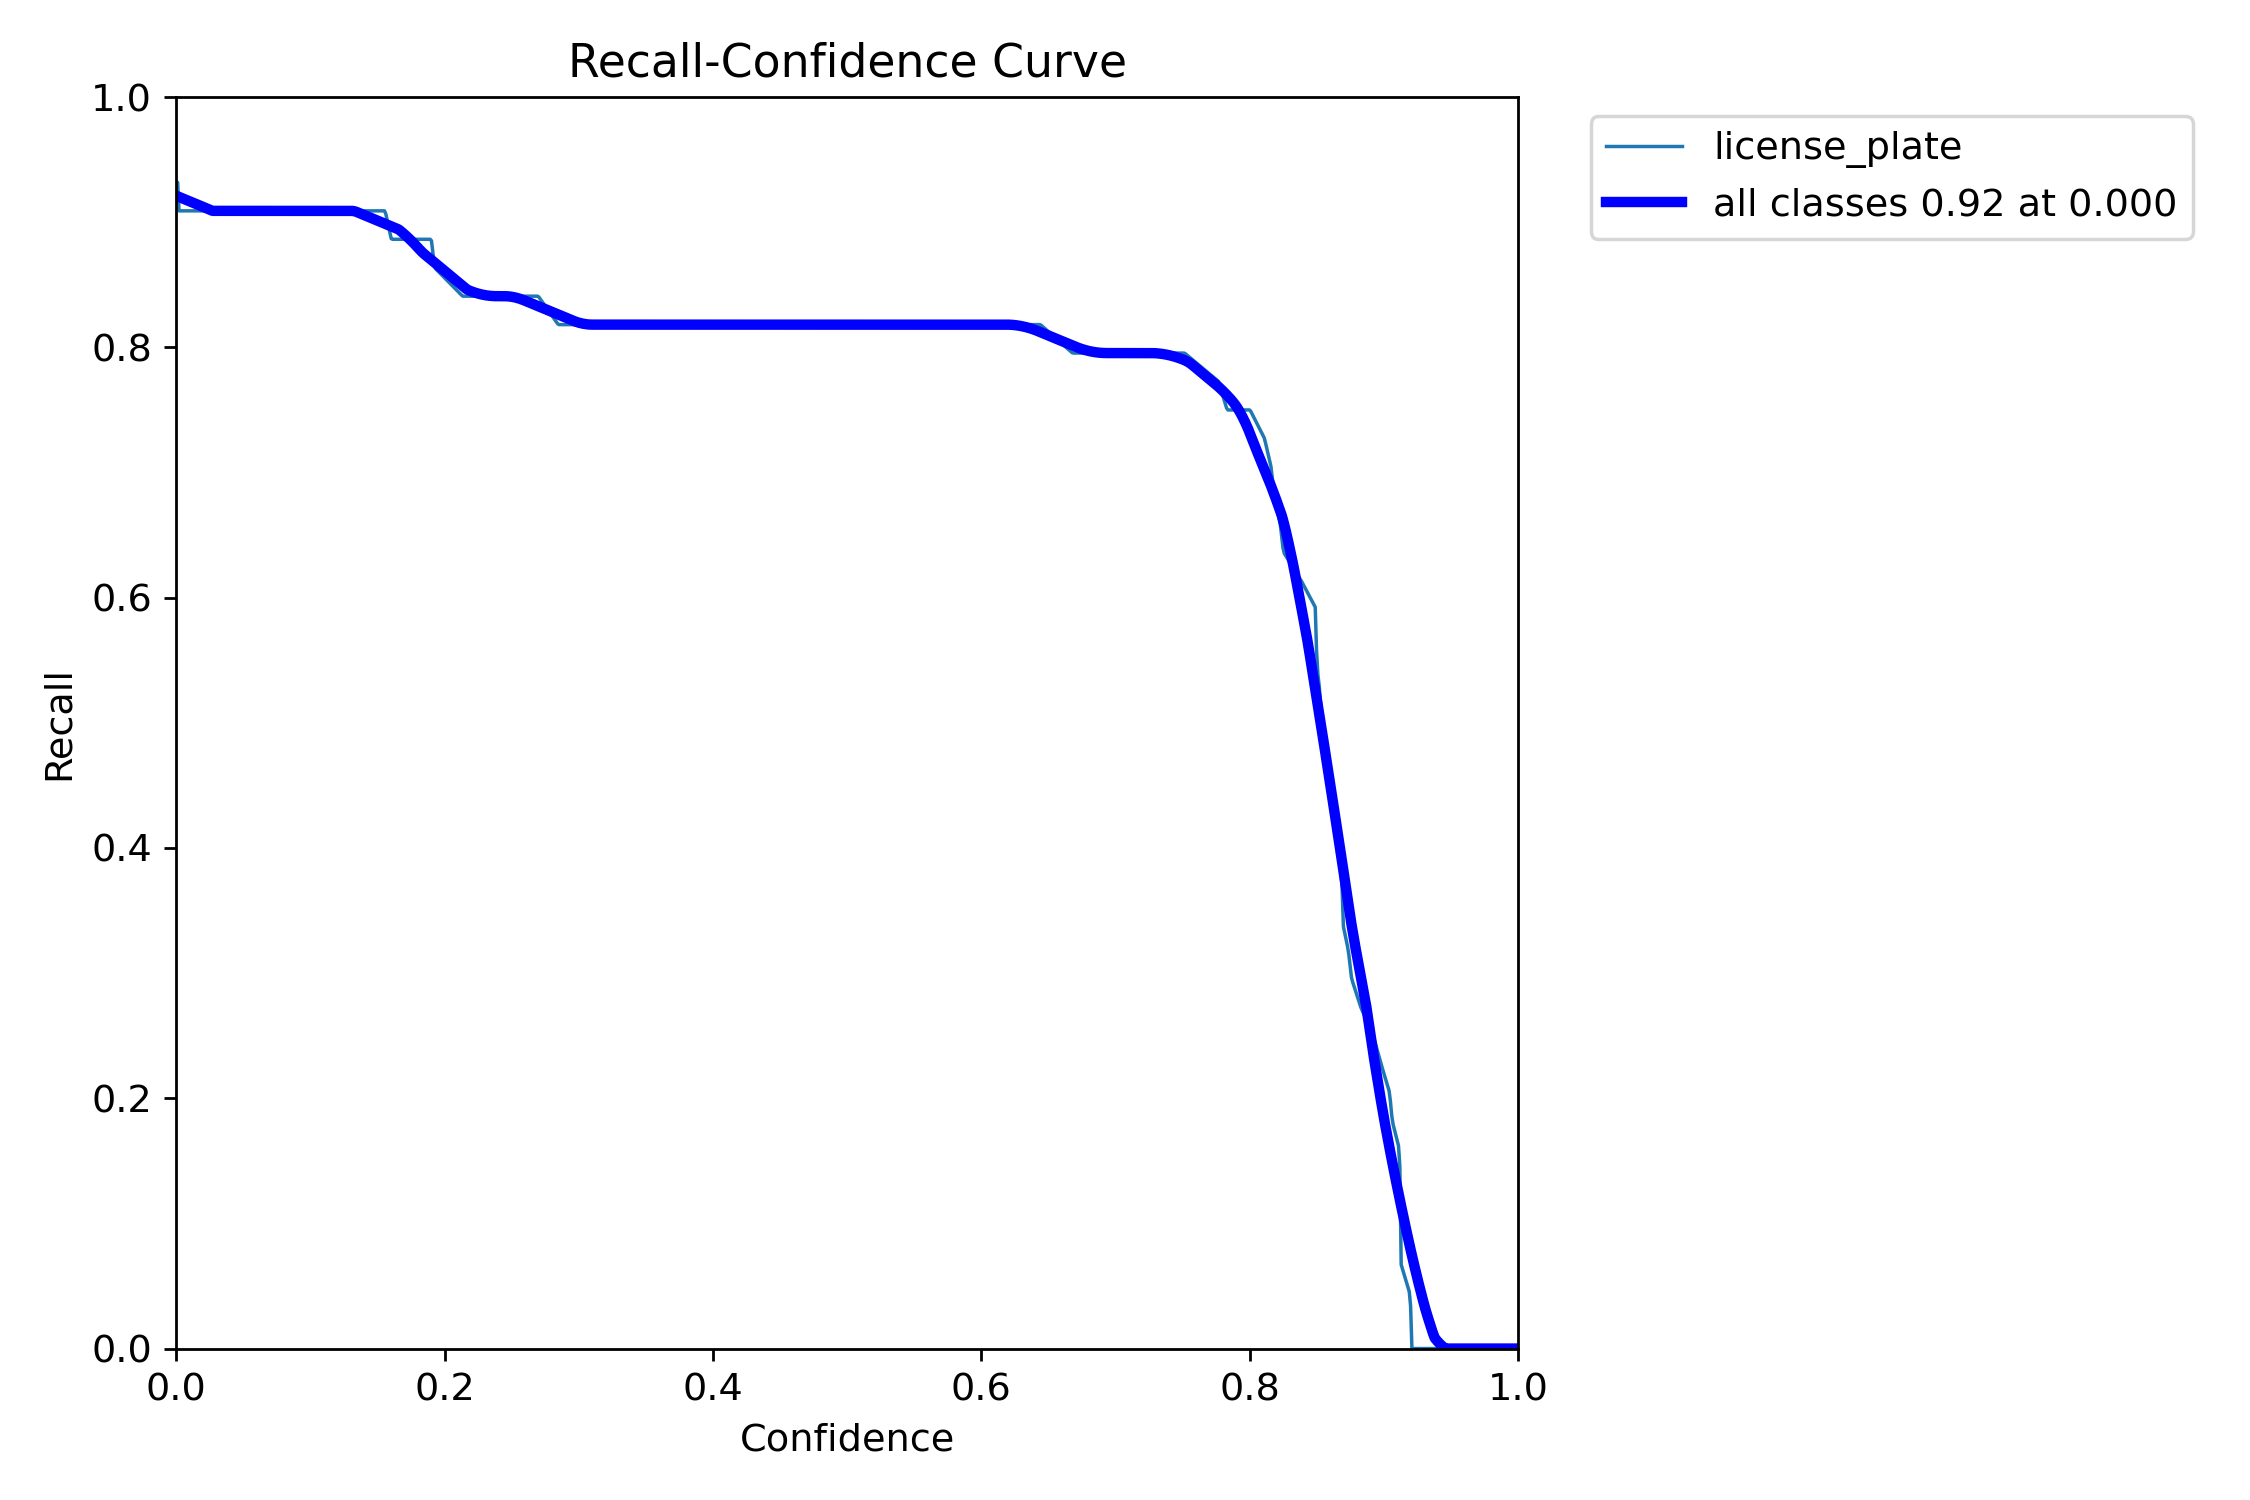 Recall-Confidence Curve
1.0
0.8
0.6
0.4
0.2
0.0
Recall
0.0 0.2 0.4 0.6 0.8 1.0
Confidence
license_plate
all classes 0.92 at 0.000